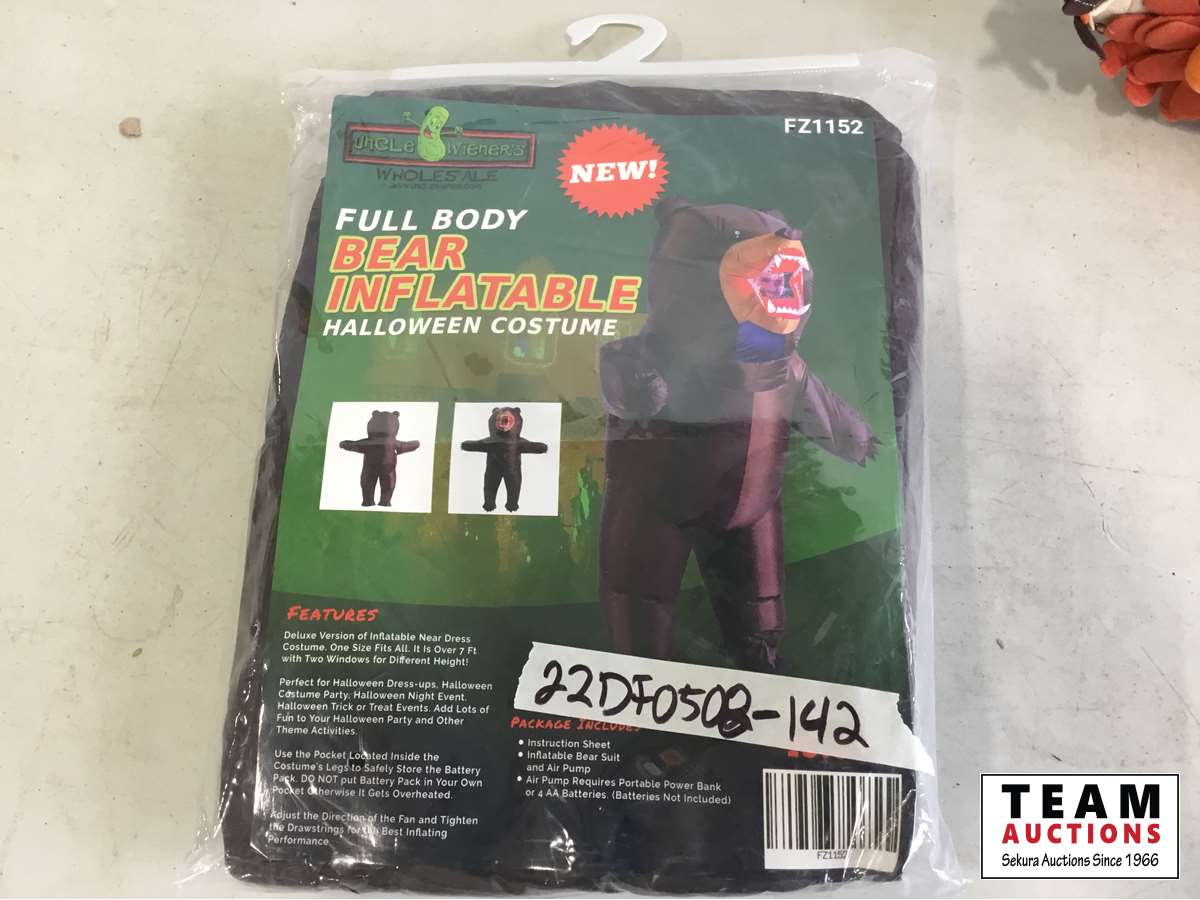 UNCLE WIENER'S
WHOLESALE
NEW!
FZ1152
FULL BODY
BEAR
INFLATABLE
HALLOWEEN COSTUME
FEATURES
Deluxe Version of Inflatable Near Dress
Costume. One Size Fits All. It Is Over 7 Ft
with Two Windows for Different Height!
Perfect for Halloween Dress-ups, Halloween
Costume Party, Halloween Night Event,
Halloween Trick or Treat Events. Add Lots of
Fun to Your Halloween Party and Other
Theme Activities.
Use the Pocket Located Inside the
Costume's Legs to Safely Store the Battery
Pack. DO NOT put Battery Pack in Your Own
Pocket Otherwise It Gets Overheated.
Adjust the Direction of the Fan and Tighten
the Drawstrings for the Best Inflating
Performance.
22DF0508-142
PACKAGE INCLUDES
• Instruction Sheet
• Inflatable Bear Suit
and Air Pump
• Air Pump Requires Portable Power Bank
or 4 AA Batteries. (Batteries Not Included)
FZ1152
TEAM
AUCTIONS
Sekura Auctions Since 1966